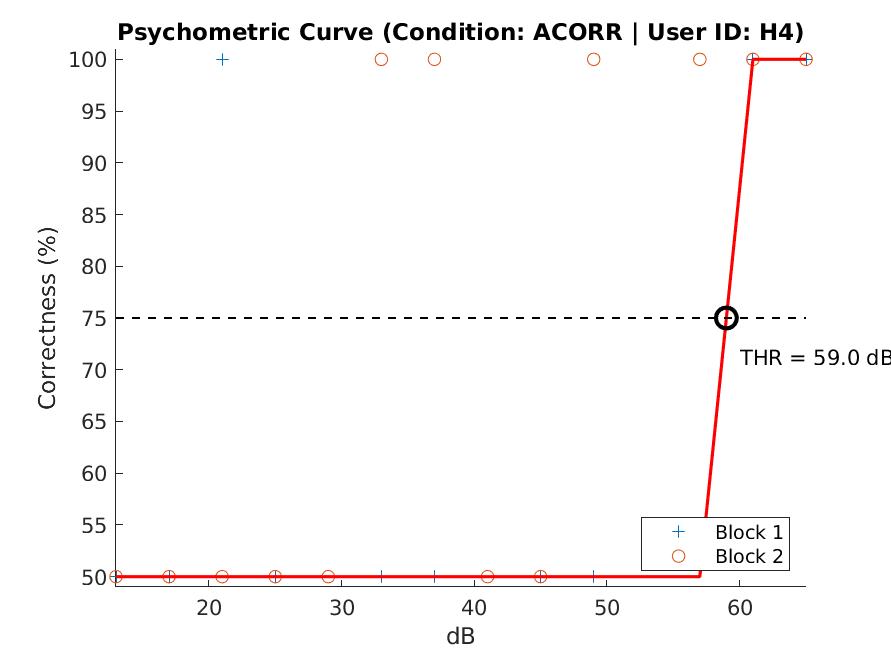 Psychometric Curve (Condition: ACORR | User ID: H4)
100
95
90
85
80
75
70
65
60
55
50
Correctness (%)
THR = 59.0 dB
Block 1
Block 2
20 30 40 50 60
dB